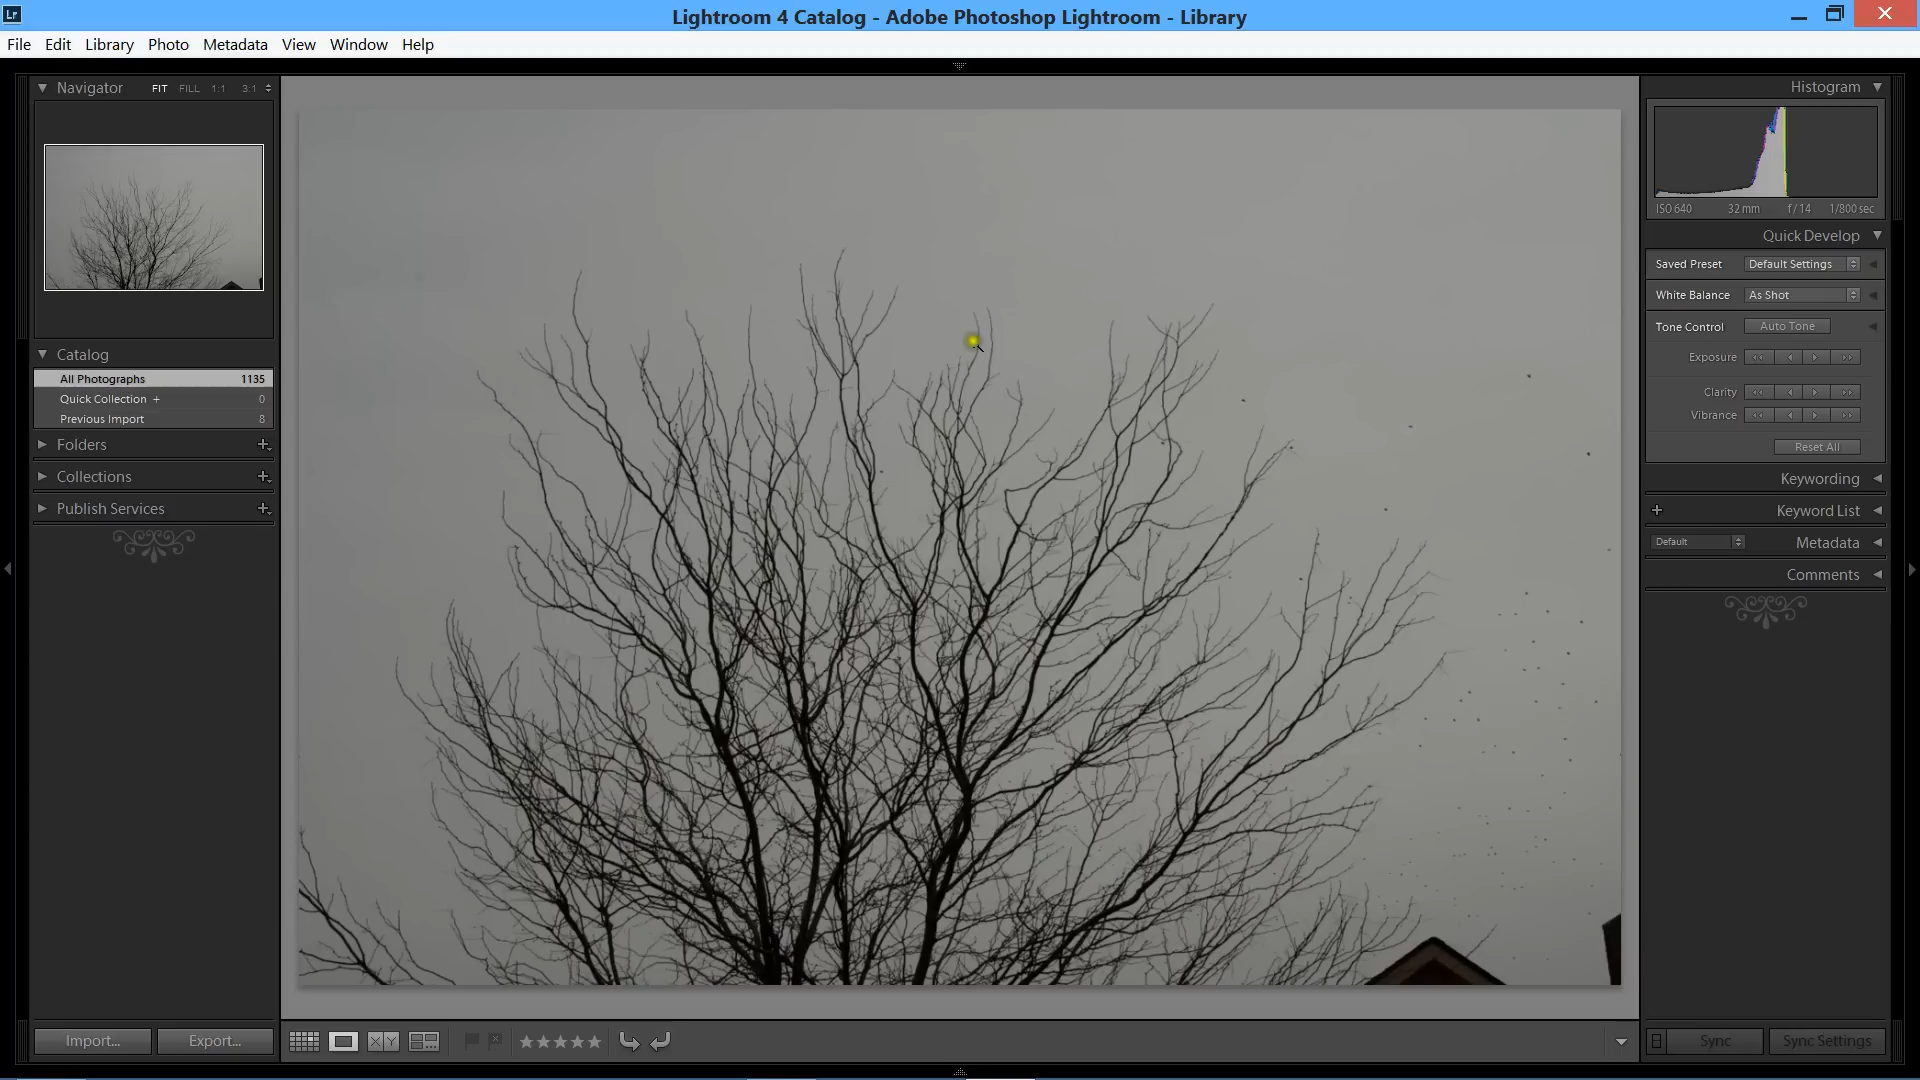 Lr
Lightroom 4 Catalog - Adobe Photoshop Lightroom - Library
File Edit Library Photo Metadata View Window Help
Navigator FIT FILL 1:1 3:1
Catalog
All Photographs 1135
Quick Collection + 0
Previous Import 8
Folders
Collections
Publish Services
Import... Export...
XY
Histogram
ISO 640 32 mm f / 14 1/800 sec
Quick Develop
Saved Preset Default Settings
White Balance As Shot
Tone Control Auto Tone
Exposure
Clarity
Vibrance
Reset All
Keywording
Keyword List
Default Metadata
Comments
Sync Sync Settings